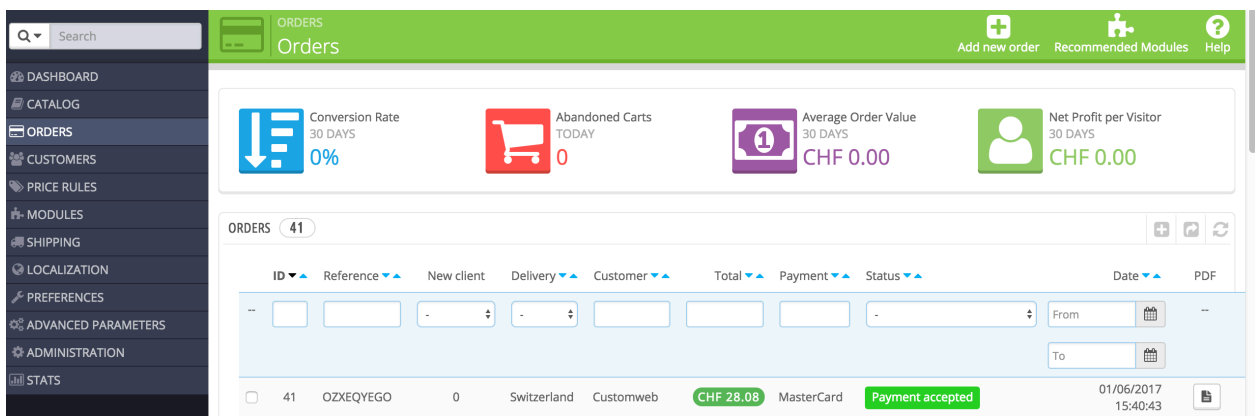 Search
DASHBOARD
CATALOG
ORDERS
CUSTOMERS
PRICE RULES
MODULES
SHIPPING
LOCALIZATION
PREFERENCES
ADVANCED PARAMETERS
ADMINISTRATION
STATS
ORDERS
Orders
Add new order Recommended Modules Help
Conversion Rate
30 DAYS
0%
Abandoned Carts
TODAY
0
1
Average Order Value
30 DAYS
CHF 0.00
Net Profit per Visitor
30 DAYS
CHF 0.00
ORDERS 41
ID Reference New client Delivery Customer Total Payment Status Date PDF
-- - - - From --
To
41 OZXEQYEGO 0 Switzerland Customweb CHF 28.08 MasterCard Payment accepted 01/06/2017
15:40:43